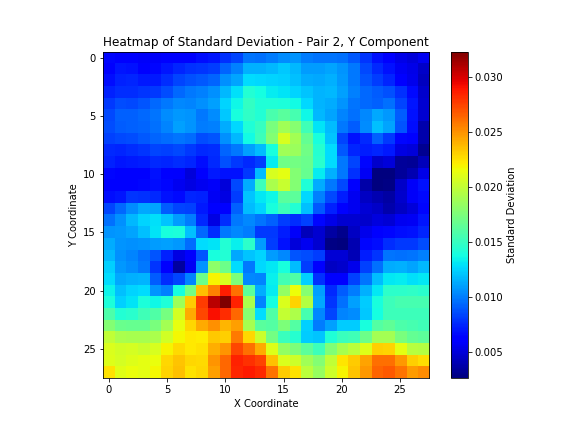 Heatmap of Standard Deviation - Pair 2, Y Component
0
5
10
15
20
25
Y Coordinate
0 5 10 15 20 25
X Coordinate
0.030
0.025
0.020
0.015
0.010
0.005
Standard Deviation